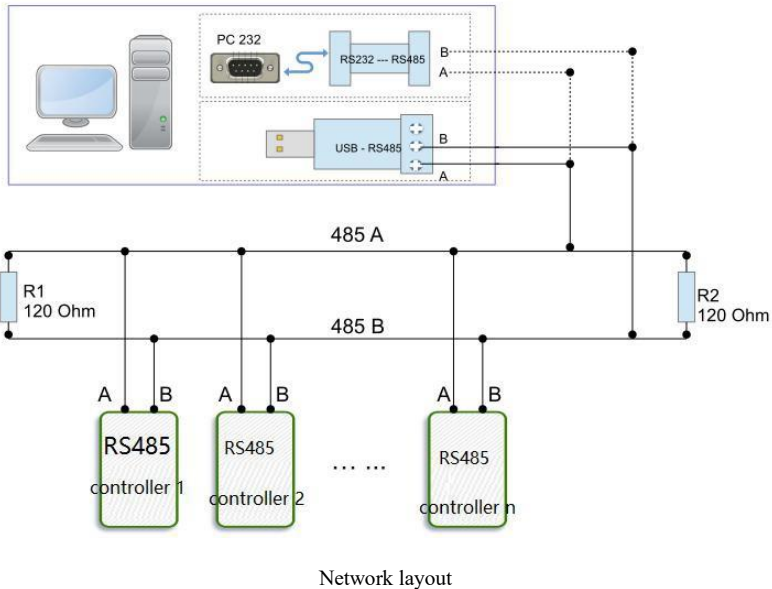 PC 232
RS232 --- RS485
B
A
USB - RS485
B
A
485 A
R1
120 Ohm
R2
120 Ohm
485 B
A B A B A B
RS485
controller 1
RS485
controller 2
... ...
RS485
controller n
Network layout